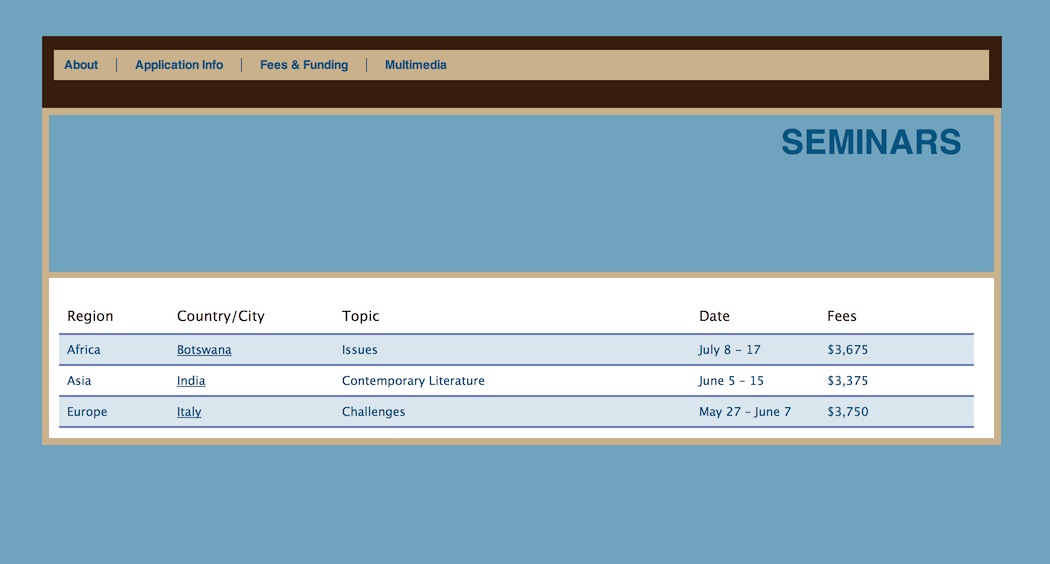 About | Application Info | Fees & Funding | Multimedia
SEMINARS
Region Country/City Topic Date Fees
Africa Botswana Issues July 8 – 17 $3,675
Asia India Contemporary Literature June 5 – 15 $3,375
Europe Italy Challenges May 27 – June 7 $3,750